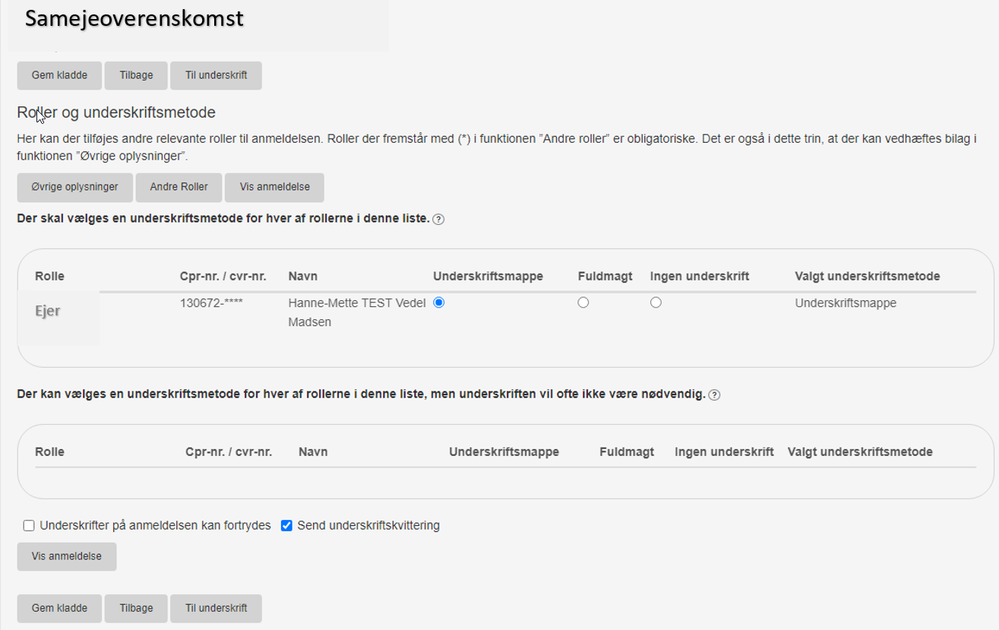 Samejeoverenskomst
Gem kladde Tilbage Til underskrift
Roller og underskriftsmetode
Her kan der tilføjes andre relevante roller til anmeldelsen. Roller der fremstår med (*) i funktionen ”Andre roller” er obligatoriske. Det er også i dette trin, at der kan vedhæftes bilag i
funktionen ”Øvrige oplysninger”.
Øvrige oplysninger Andre Roller Vis anmeldelse
Der skal vælges en underskriftsmetode for hver af rollerne i denne liste. ?
Rolle Cpr-nr. / cvr-nr. Navn Underskriftsmappe Fuldmagt Ingen underskrift Valgt underskriftsmetode
Ejer 130672-**** Hanne-Mette TEST Vedel Underskriftsmappe
Madsen
Der kan vælges en underskriftsmetode for hver af rollerne i denne liste, men underskriften vil ofte ikke være nødvendig. ?
Rolle Cpr-nr. / cvr-nr. Navn Underskriftsmappe Fuldmagt Ingen underskrift Valgt underskriftsmetode
Underskrifter på anmeldelsen kan fortrydes Send underskriftskvittering
Vis anmeldelse
Gem kladde Tilbage Til underskrift